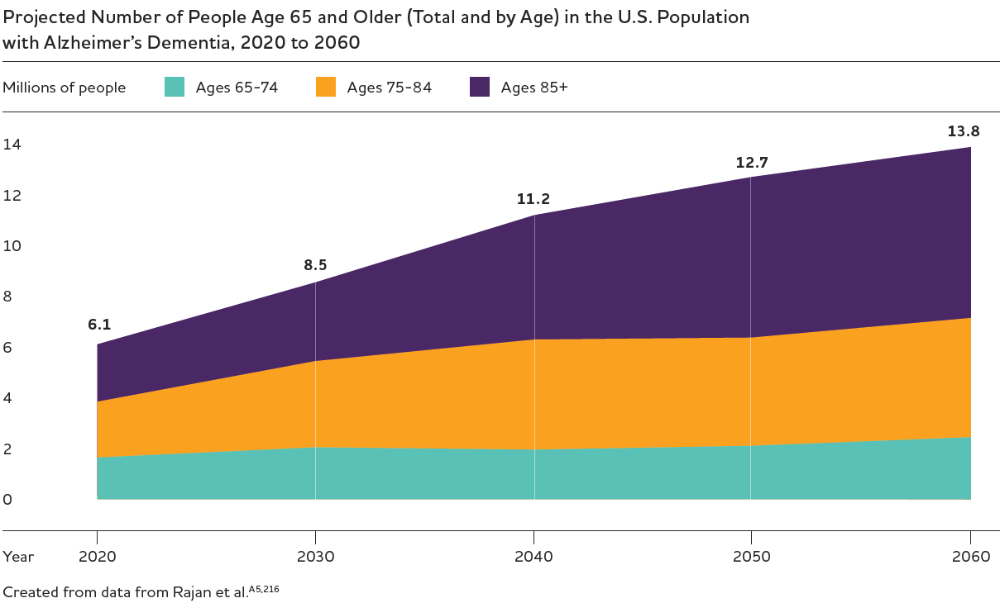 Projected Number of People Age 65 and Older (Total and by Age) in the U.S. Population
with Alzheimer’s Dementia, 2020 to 2060
Millions of people Ages 65-74 Ages 75-84 Ages 85+
13.8
14
12.7
12
11.2
10
8.5
8
6.1
6
4
2
0
Year 2020 2030 2040 2050 2060
Created from data from Rajan et al.A5,216